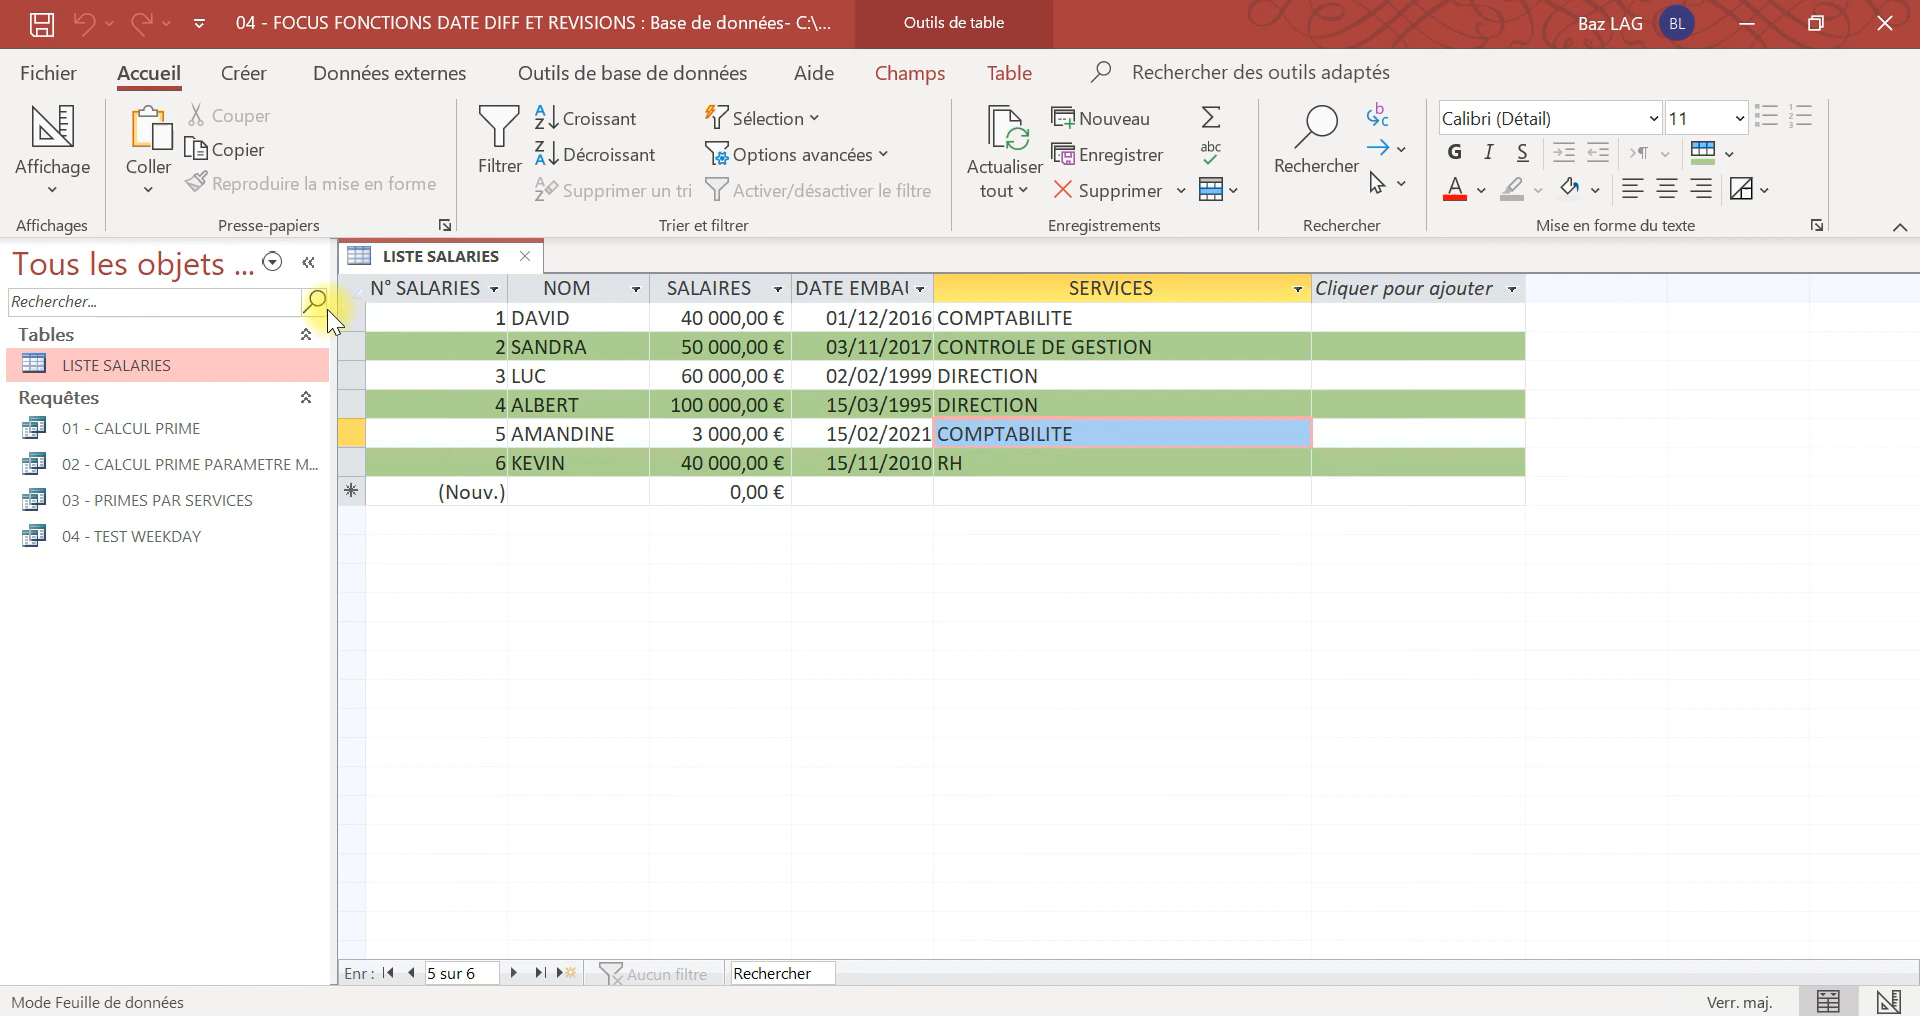 04 - FOCUS FONCTIONS DATE DIFF ET REVISIONS : Base de données- C:\...
Outils de table
Baz LAG
BL
Fichier
Accueil
Créer
Données externes
Outils de base de données
Aide
Champs
Table
Rechercher des outils adaptés
Affichage
Affichages
Coller
Couper
Copier
Reproduire la mise en forme
Presse-papiers
Filtrer
Croissant
Décroissant
Supprimer un tri
Sélection
Options avancées
Activer/désactiver le filtre
Trier et filtrer
Actualiser
tout
Nouveau
Enregistrer
Supprimer
Enregistrements
Rechercher
Rechercher
Calibri (Détail)
11
G I S
Mise en forme du texte
Tous les objets ...
Rechercher...
Tables
LISTE SALARIES
Requêtes
01 - CALCUL PRIME
02 - CALCUL PRIME PARAMETRE M...
03 - PRIMES PAR SERVICES
04 - TEST WEEKDAY
LISTE SALARIES
N° SALARIES NOM SALAIRES DATE EMBAU SERVICES Cliquer pour ajouter
1 DAVID 40 000,00 € 01/12/2016 COMPTABILITE
2 SANDRA 50 000,00 € 03/11/2017 CONTROLE DE GESTION
3 LUC 60 000,00 € 02/02/1999 DIRECTION
4 ALBERT 100 000,00 € 15/03/1995 DIRECTION
5 AMANDINE 3 000,00 € 15/02/2021 COMPTABILITE
6 KEVIN 40 000,00 € 15/11/2010 RH
(Nouv.) 0,00 €
Enr : 5 sur 6 Aucun filtre Rechercher
Mode Feuille de données
Verr. maj.